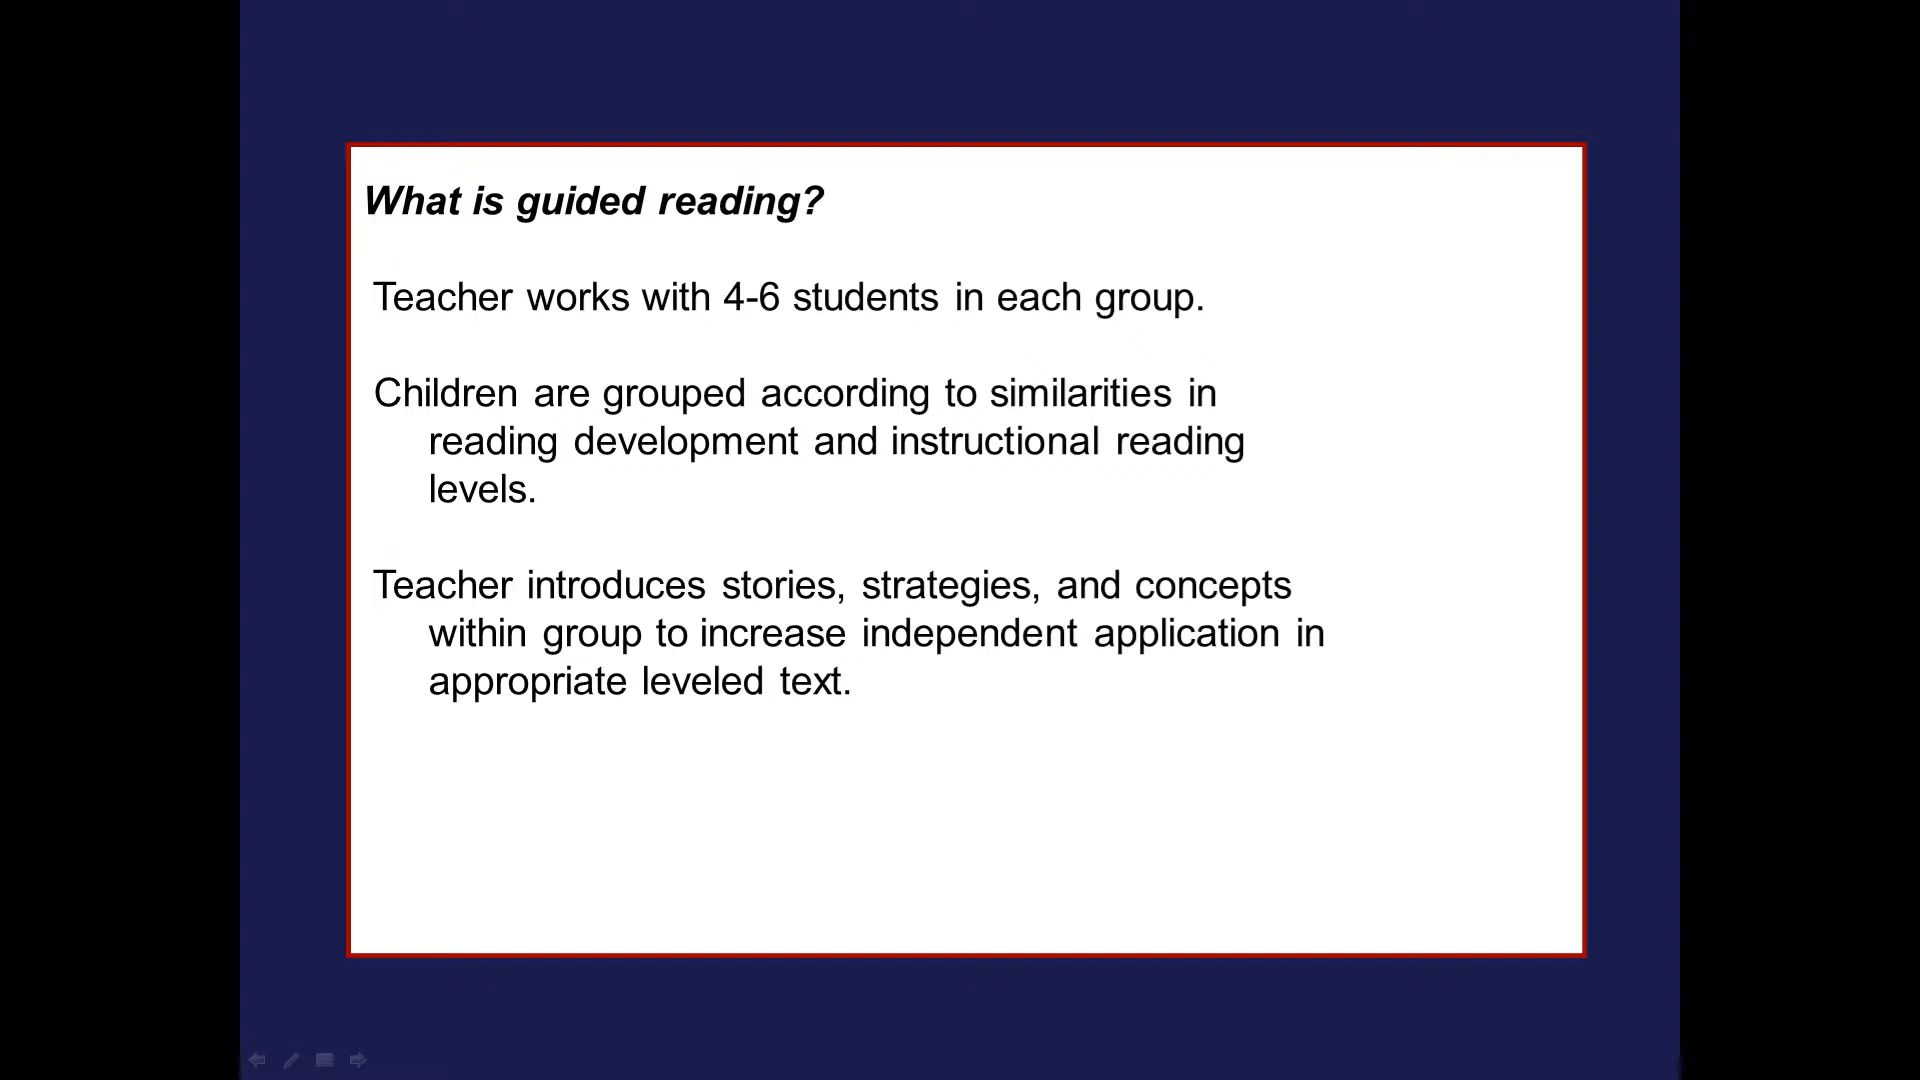 What is guided reading?
Teacher works with 4-6 students in each group.
Children are grouped according to similarities in
reading development and instructional reading
levels.
Teacher introduces stories, strategies, and concepts
within group to increase independent application in
appropriate leveled text.